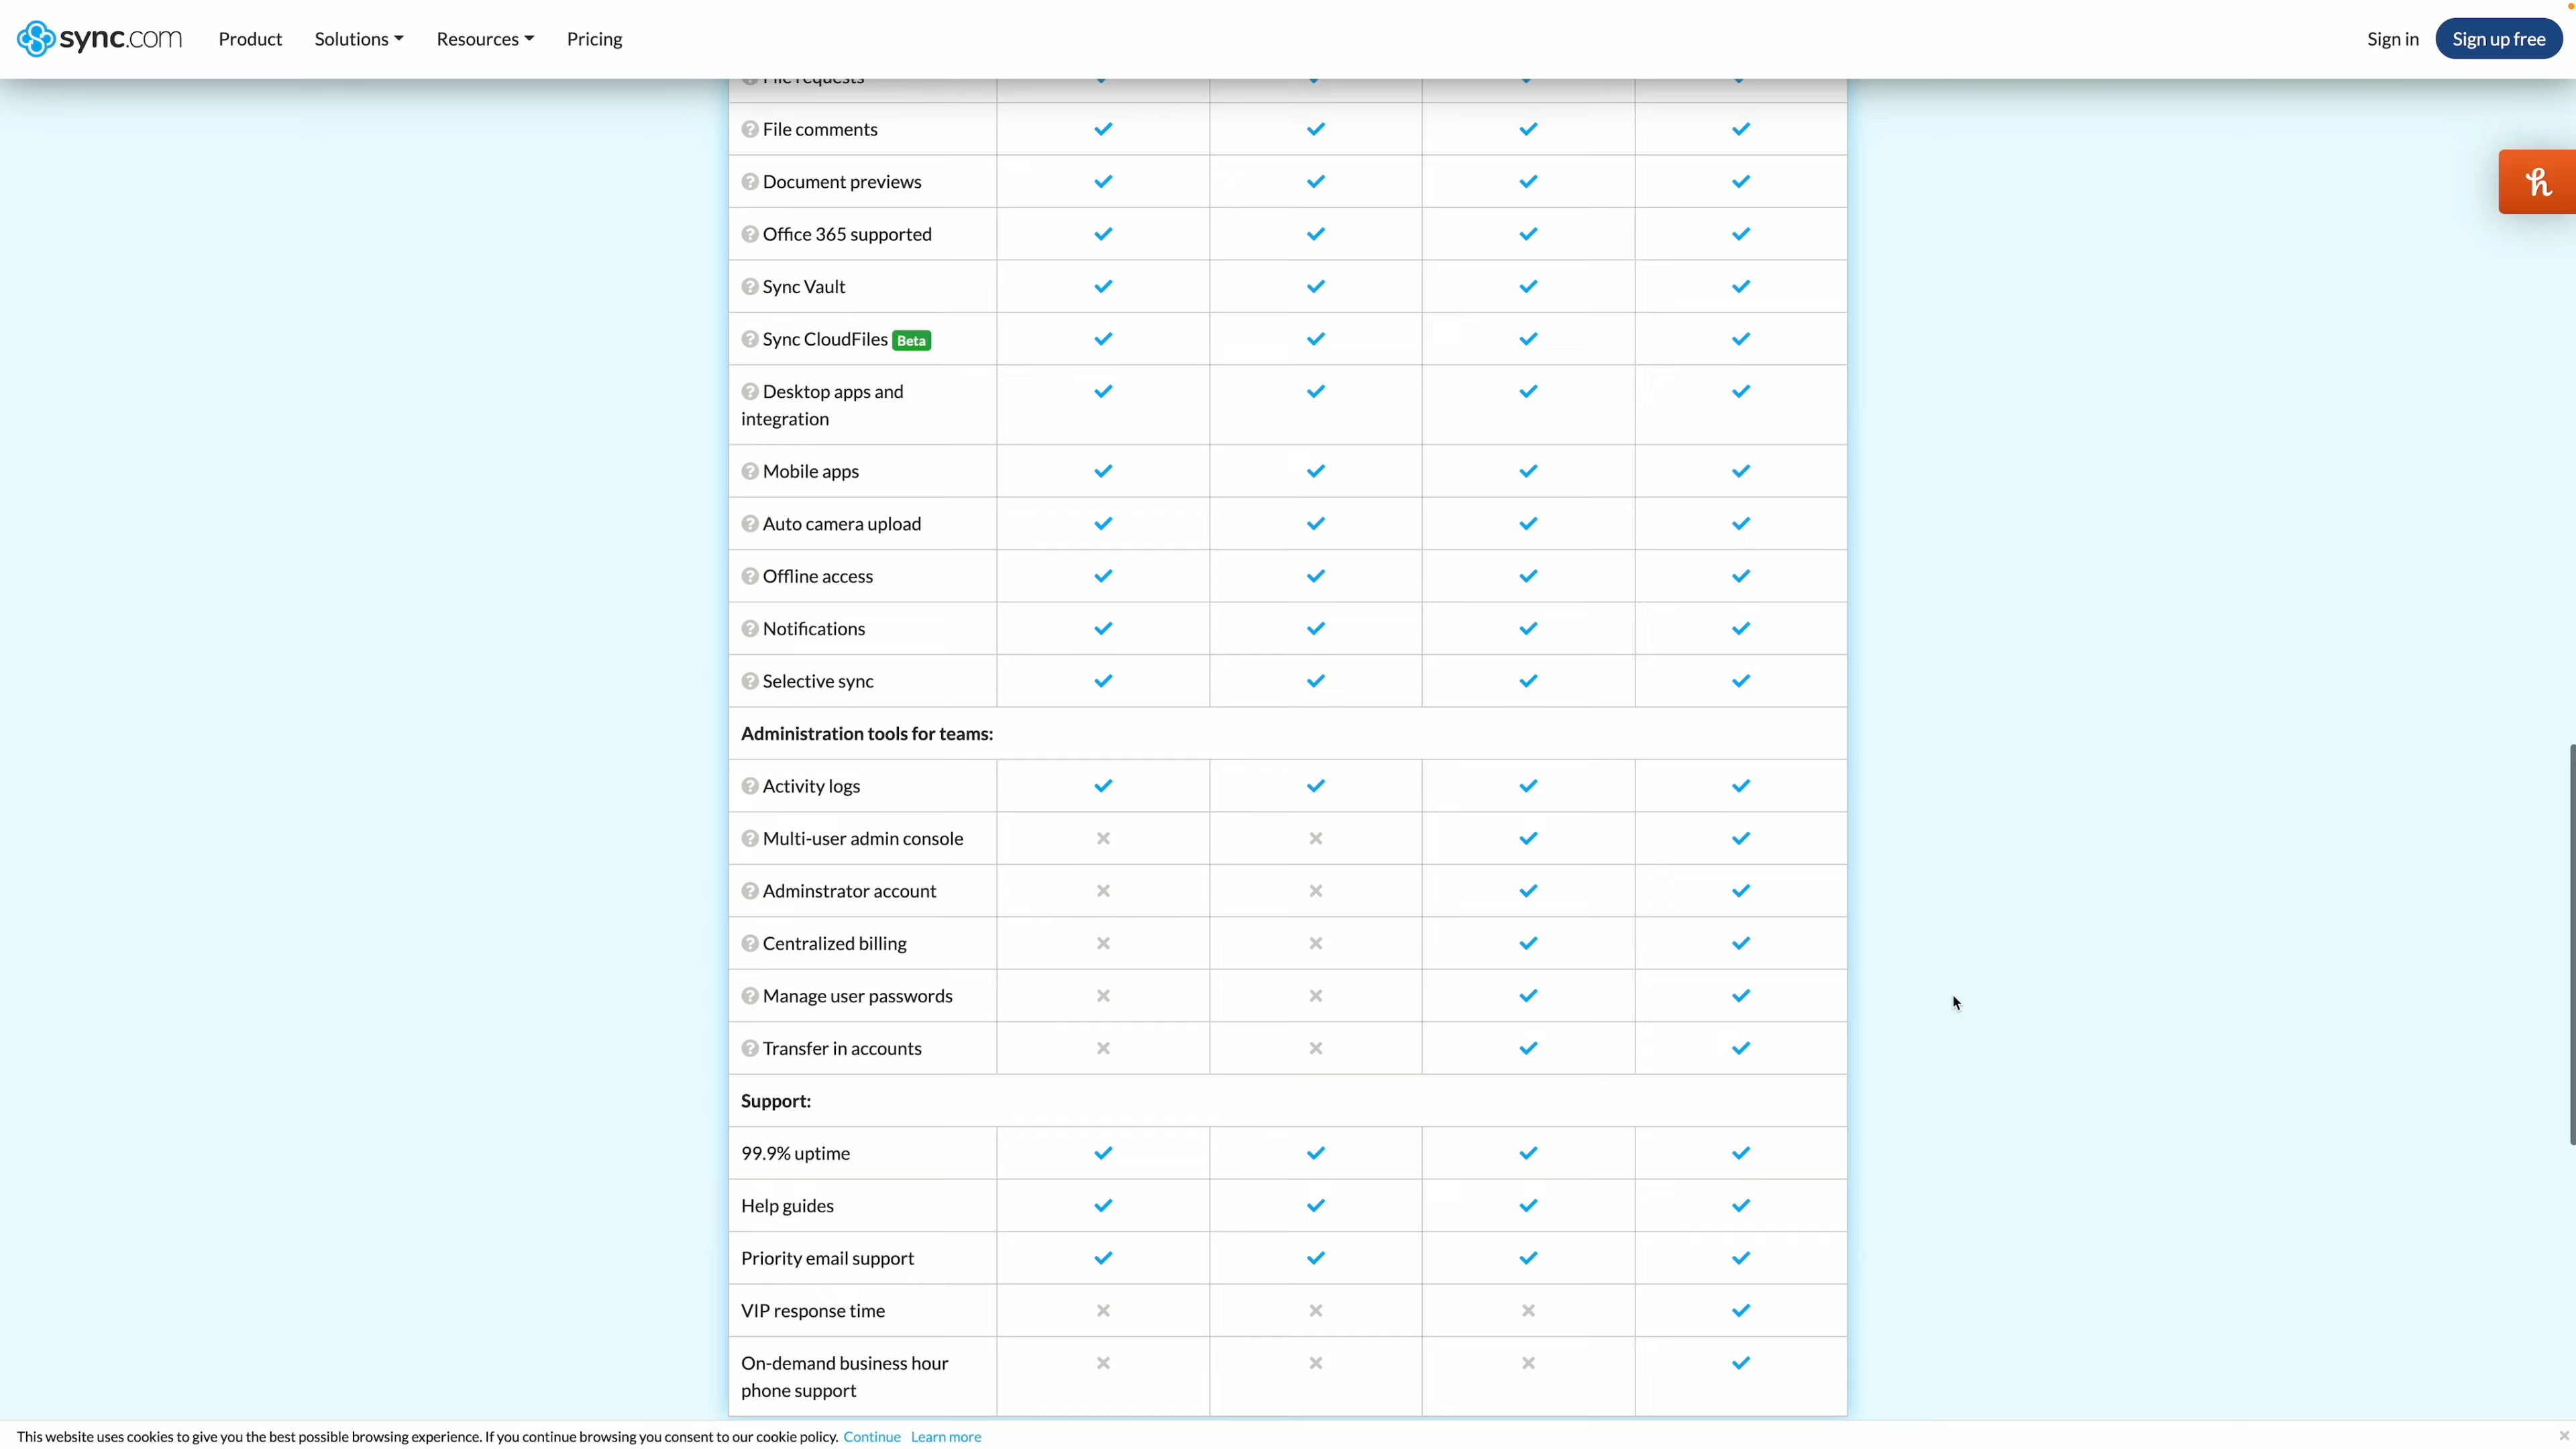 sync.com Product Solutions Resources Pricing Sign in Sign up free
File requests
File comments
Document previews
Office 365 supported
Sync Vault
Sync CloudFiles Beta
Desktop apps and
integration
Mobile apps
Auto camera upload
Offline access
Notifications
Selective sync
Administration tools for teams:
Activity logs
Multi-user admin console
Adminstrator account
Centralized billing
Manage user passwords
Transfer in accounts
Support:
99.9% uptime
Help guides
Priority email support
VIP response time
On-demand business hour
phone support
This website uses cookies to give you the best possible browsing experience. If you continue browsing you consent to our cookie policy. Continue Learn more